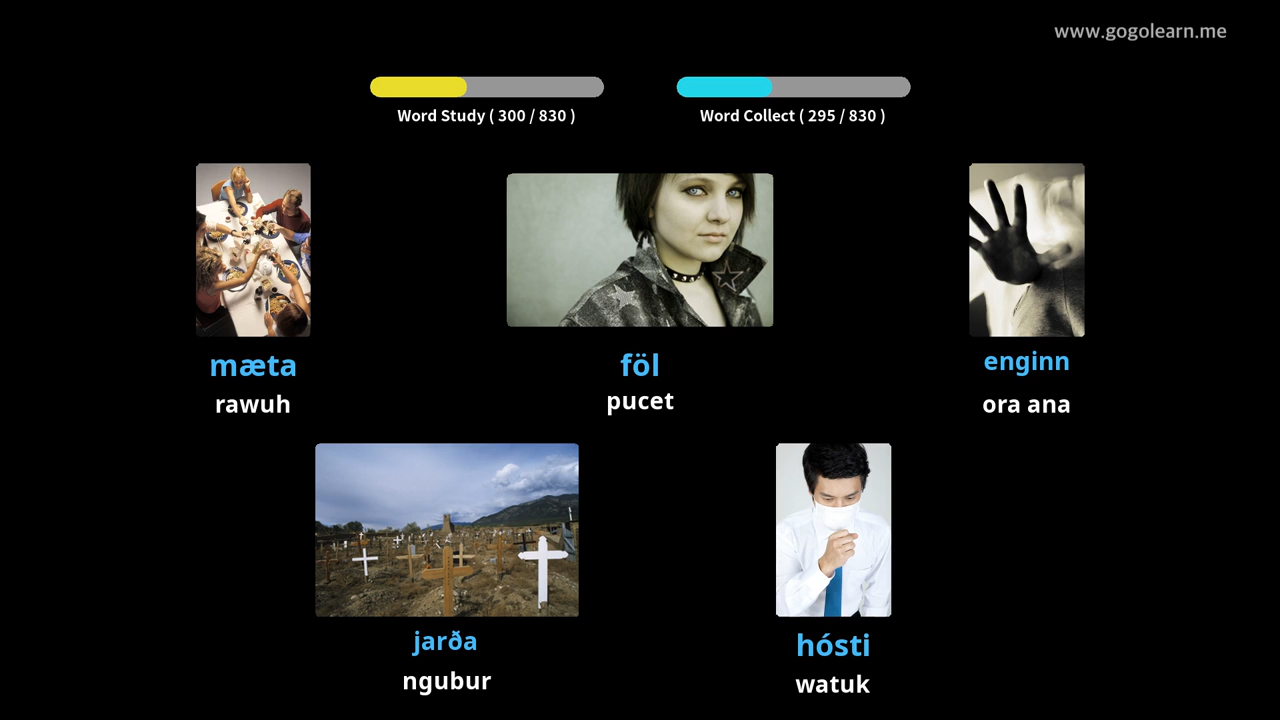 www.gogolearn.me
Word Study ( 300 / 830 )
Word Collect ( 295 / 830 )
mæta
rawuh
föl
pucet
enginn
ora ana
jarða
ngubur
hósti
watuk